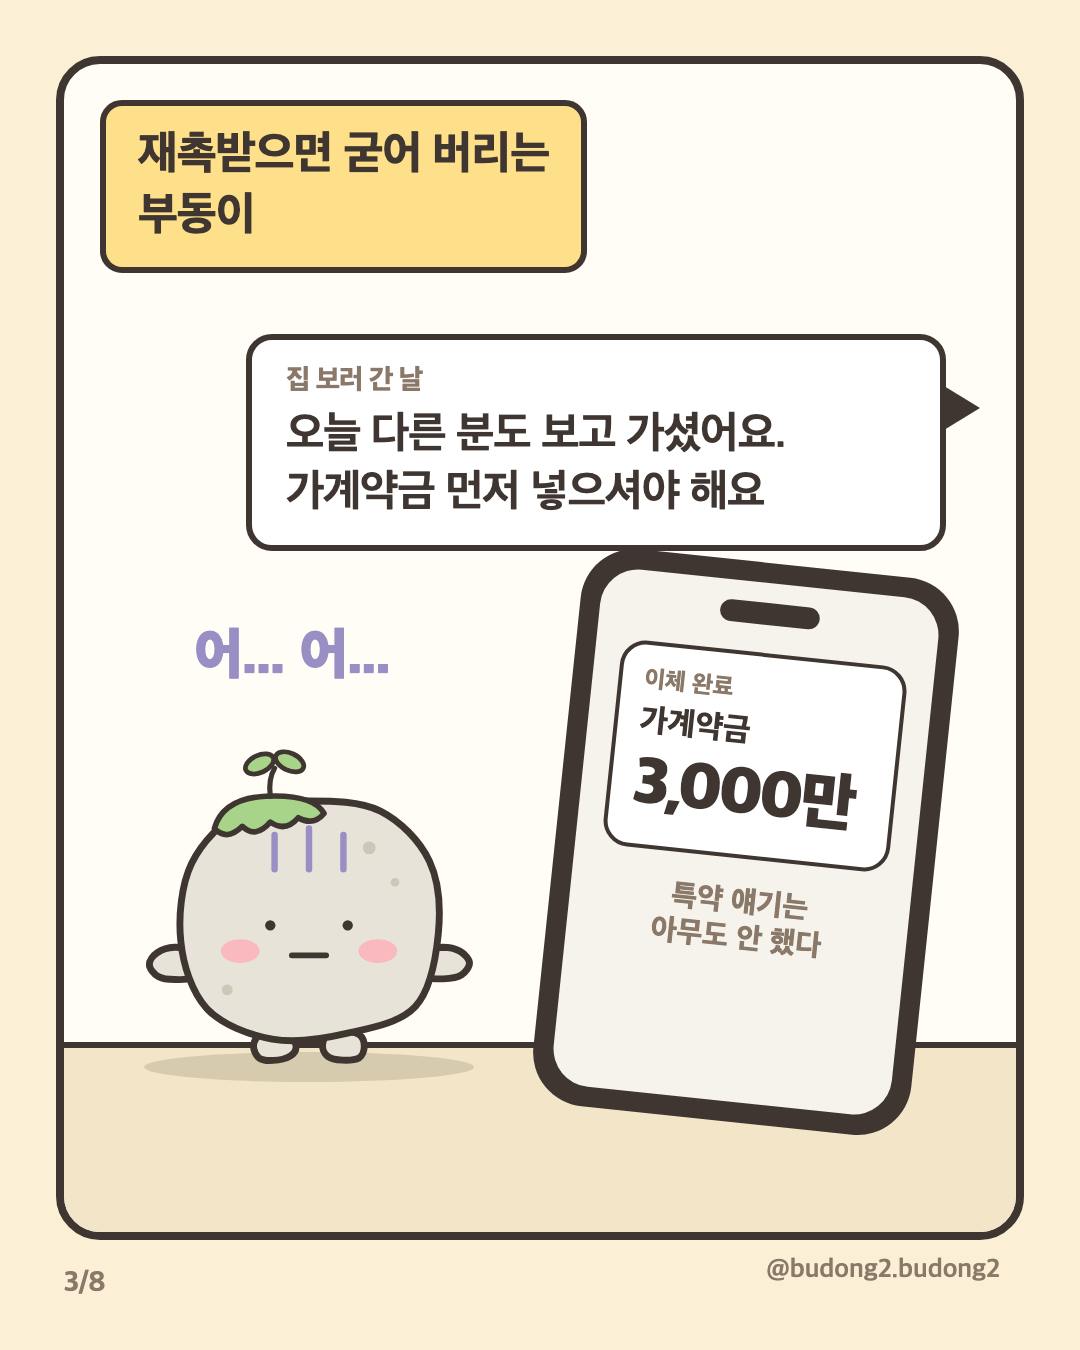 재촉받으면 굳어 버리는
부동이
집 보러 간 날
오늘 다른 분도 보고 가셨어요.
가계약금 먼저 넣으셔야 해요
어... 어...
이체 완료
가계약금
3,000만
특약 얘기는
아무도 안 했다
3/8
@budong2.budong2